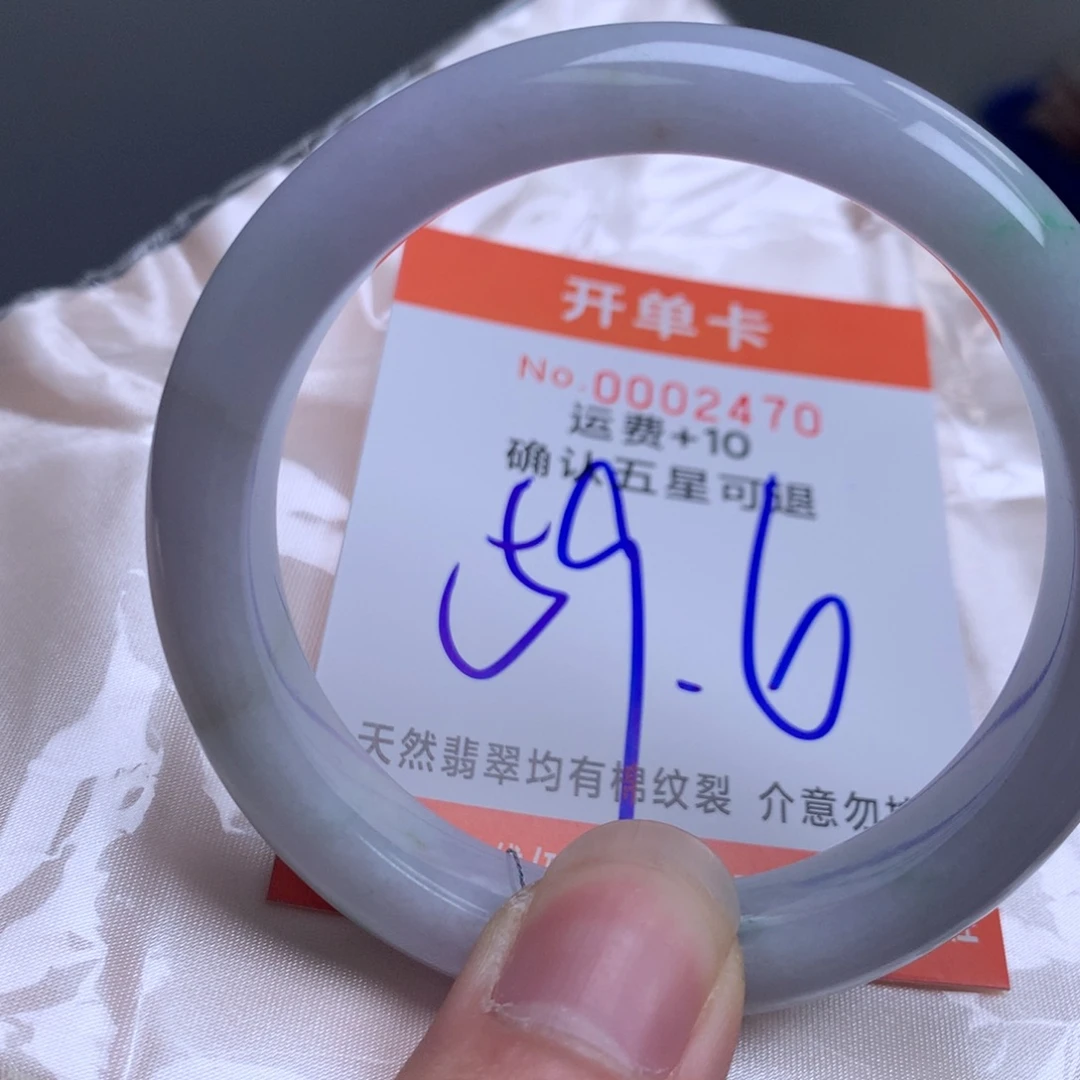 开单卡
No.0002470
运费+10
确认五星可退
59.6
天然翡翠均有棉纹裂 介意勿